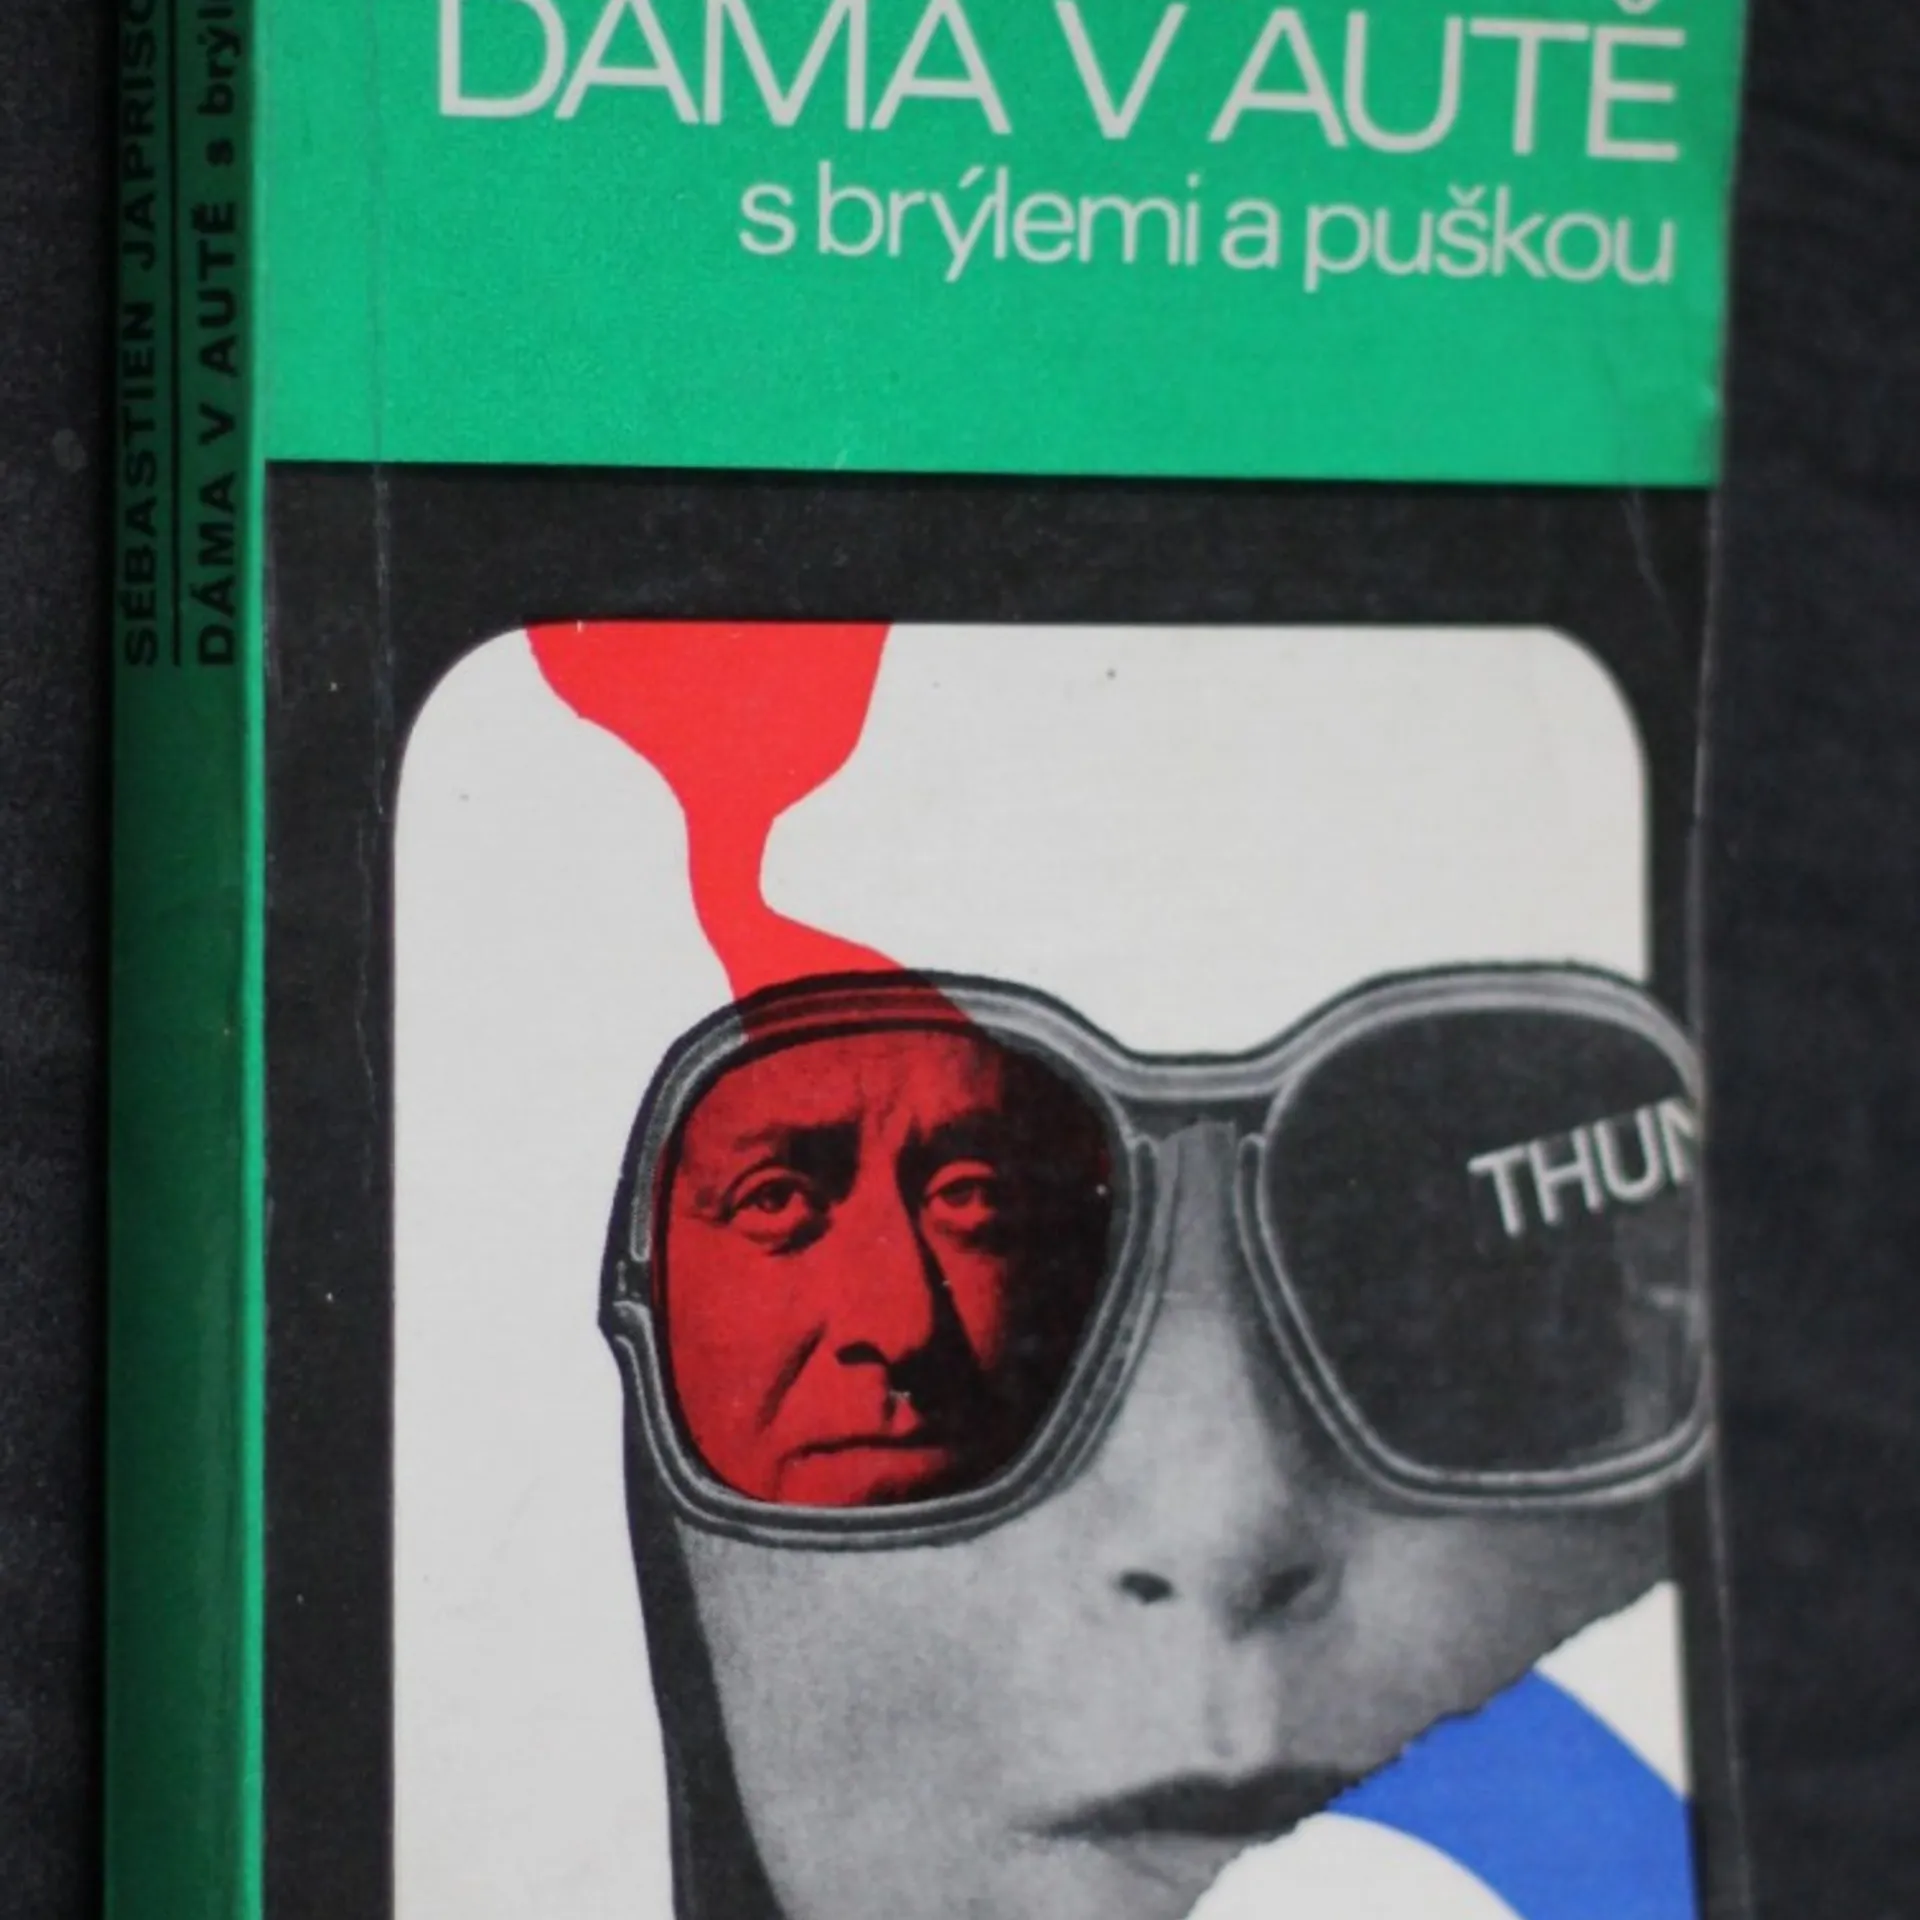 DÁMA V AUTĚ
s brýlemi a puškou
THUN
SÉBASTIEN JAPRISO
DÁMA V AUTĚ s brýl